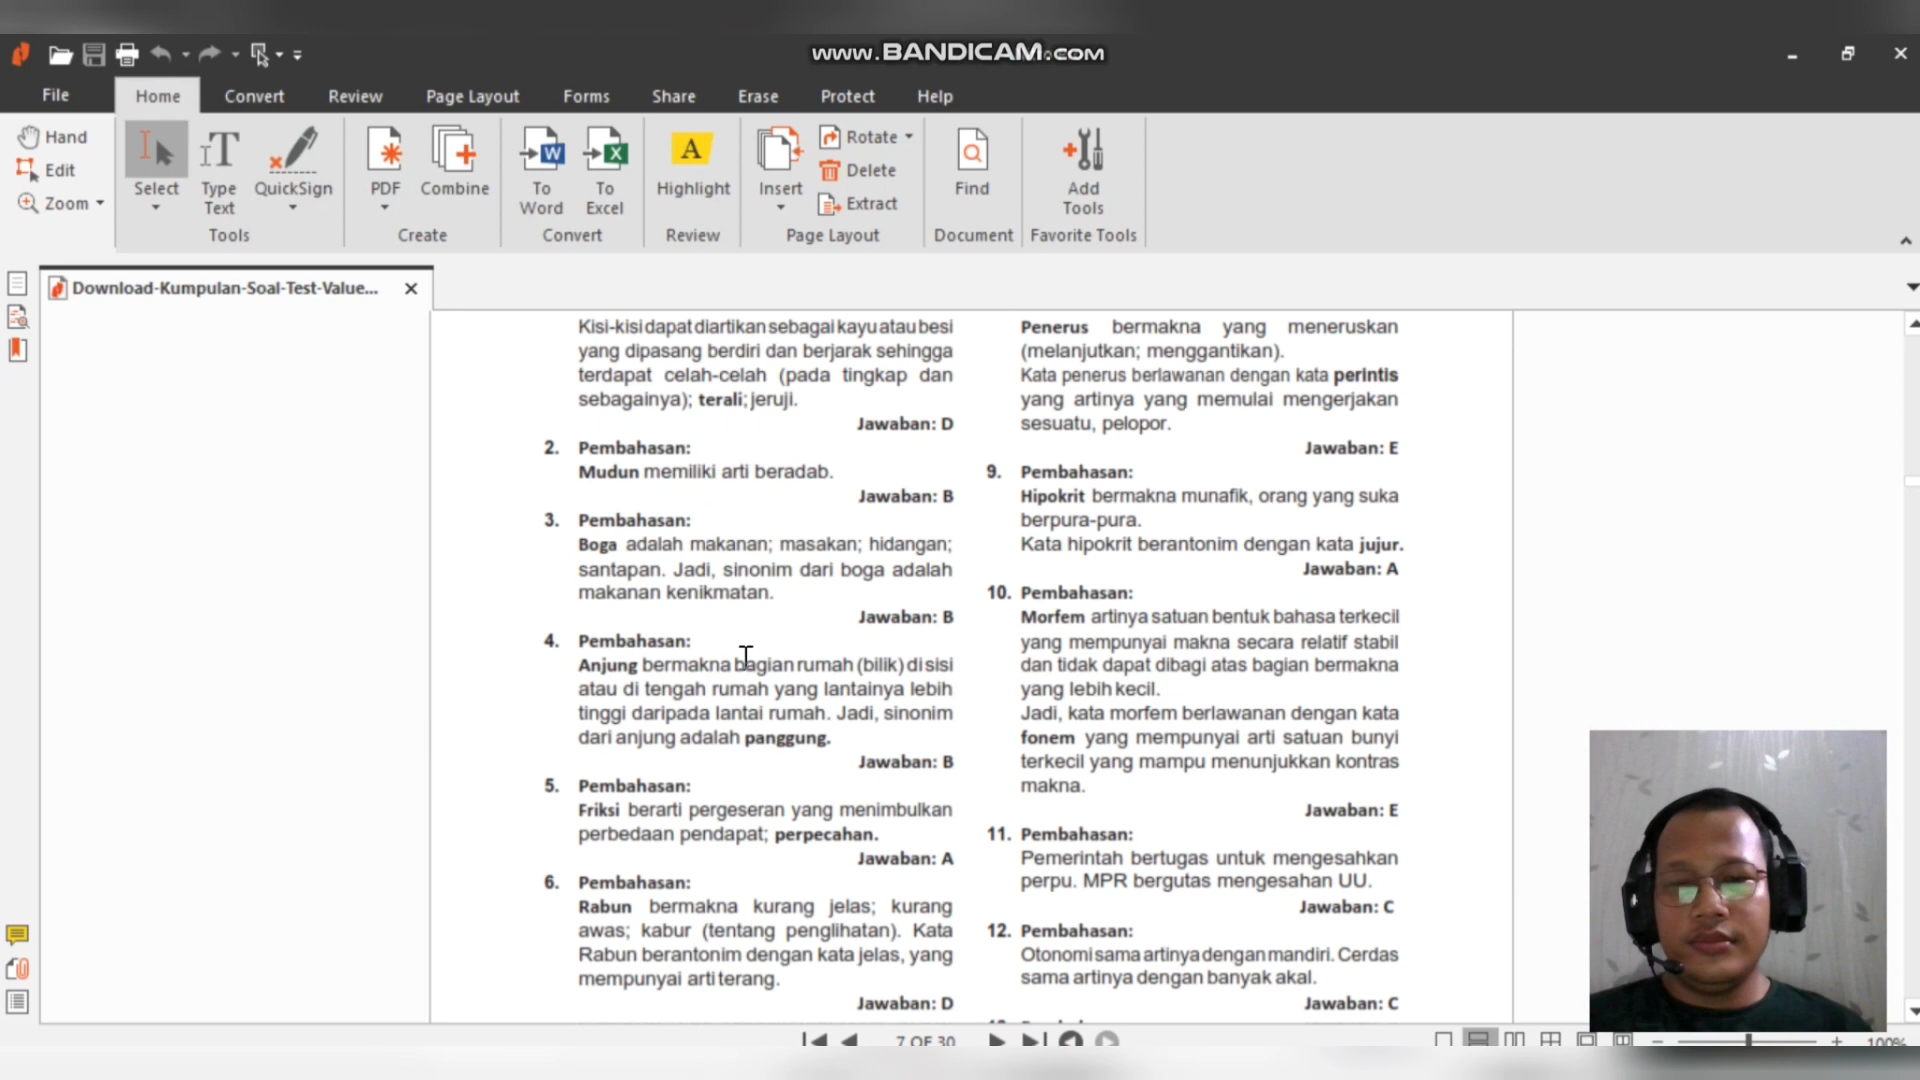 www.BANDICAM.com
File
Home
Convert
Review
Page Layout
Forms
Share
Erase
Protect
Help
Hand
Edit
Zoom
Select
Type
Text
QuickSign
Tools
PDF
Combine
Create
To
Word
To
Excel
Convert
Highlight
Review
Insert
Rotate
Delete
Extract
Page Layout
Find
Document
Add
Tools
Favorite Tools
Download-Kumpulan-Soal-Test-Value...
Kisi-kisi dapat diartikan sebagai kayu atau besi
yang dipasang berdiri dan berjarak sehingga
terdapat celah-celah (pada tingkap dan
sebagainya); terali; jeruji.
Jawaban: D
2. Pembahasan:
Mudun memiliki arti beradab.
Jawaban: B
3. Pembahasan:
Boga adalah makanan; masakan; hidangan;
santapan. Jadi, sinonim dari boga adalah
makanan kenikmatan.
Jawaban: B
4. Pembahasan:
Anjung bermakna bagian rumah (bilik) di sisi
atau di tengah rumah yang lantainya lebih
tinggi daripada lantai rumah. Jadi, sinonim
dari anjung adalah panggung.
Jawaban: B
5. Pembahasan:
Friksi berarti pergeseran yang menimbulkan
perbedaan pendapat; perpecahan.
Jawaban: A
6. Pembahasan:
Rabun bermakna kurang jelas; kurang
awas; kabur (tentang penglihatan). Kata
Rabun berantonim dengan kata jelas, yang
mempunyai arti terang.
Jawaban: D
Penerus bermakna yang meneruskan
(melanjutkan; menggantikan).
Kata penerus berlawanan dengan kata perintis
yang artinya yang memulai mengerjakan
sesuatu, pelopor.
Jawaban: E
9. Pembahasan:
Hipokrit bermakna munafik, orang yang suka
berpura-pura.
Kata hipokrit berantonim dengan kata jujur.
Jawaban: A
10. Pembahasan:
Morfem artinya satuan bentuk bahasa terkecil
yang mempunyai makna secara relatif stabil
dan tidak dapat dibagi atas bagian bermakna
yang lebih kecil.
Jadi, kata morfem berlawanan dengan kata
fonem yang mempunyai arti satuan bunyi
terkecil yang mampu menunjukkan kontras
makna.
Jawaban: E
11. Pembahasan:
Pemerintah bertugas untuk mengesahkan
perpu. MPR bergutas mengesahan UU.
Jawaban: C
12. Pembahasan:
Otonomi sama artinya dengan mandiri. Cerdas
sama artinya dengan banyak akal.
Jawaban: C
7 OF 30
100%